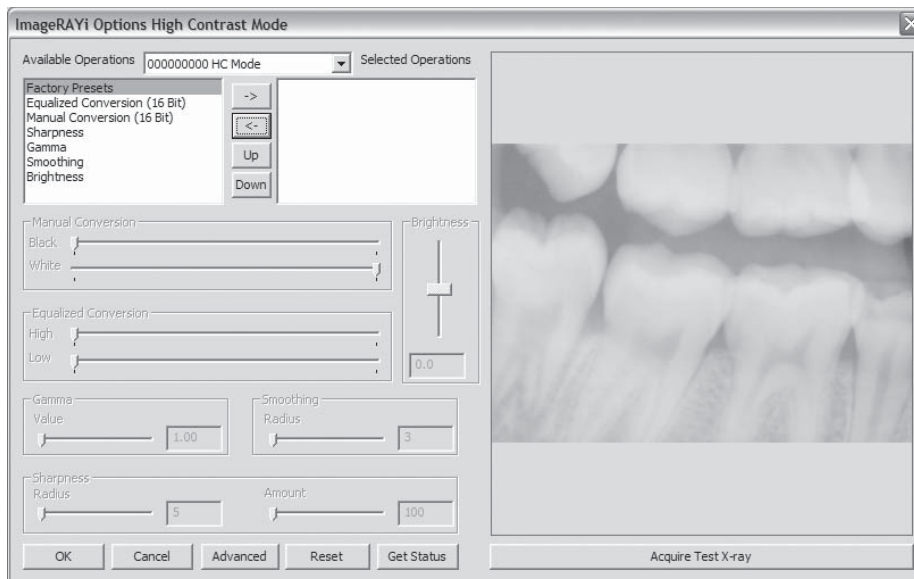 ImageRAYi Options High Contrast Mode
Available Operations
000000000 HC Mode
Selected Operations
Factory Presets
Equalized Conversion (16 Bit)
Manual Conversion (16 Bit)
Sharpness
Gamma
Smoothing
Brightness
->
<-
Up
Down
Manual Conversion
Black
White
Brightness
0.0
Equalized Conversion
High
Low
Gamma
Value
1.00
Smoothing
Radius
3
Sharpness
Radius
5
Amount
100
OK
Cancel
Advanced
Reset
Get Status
Acquire Test X-ray